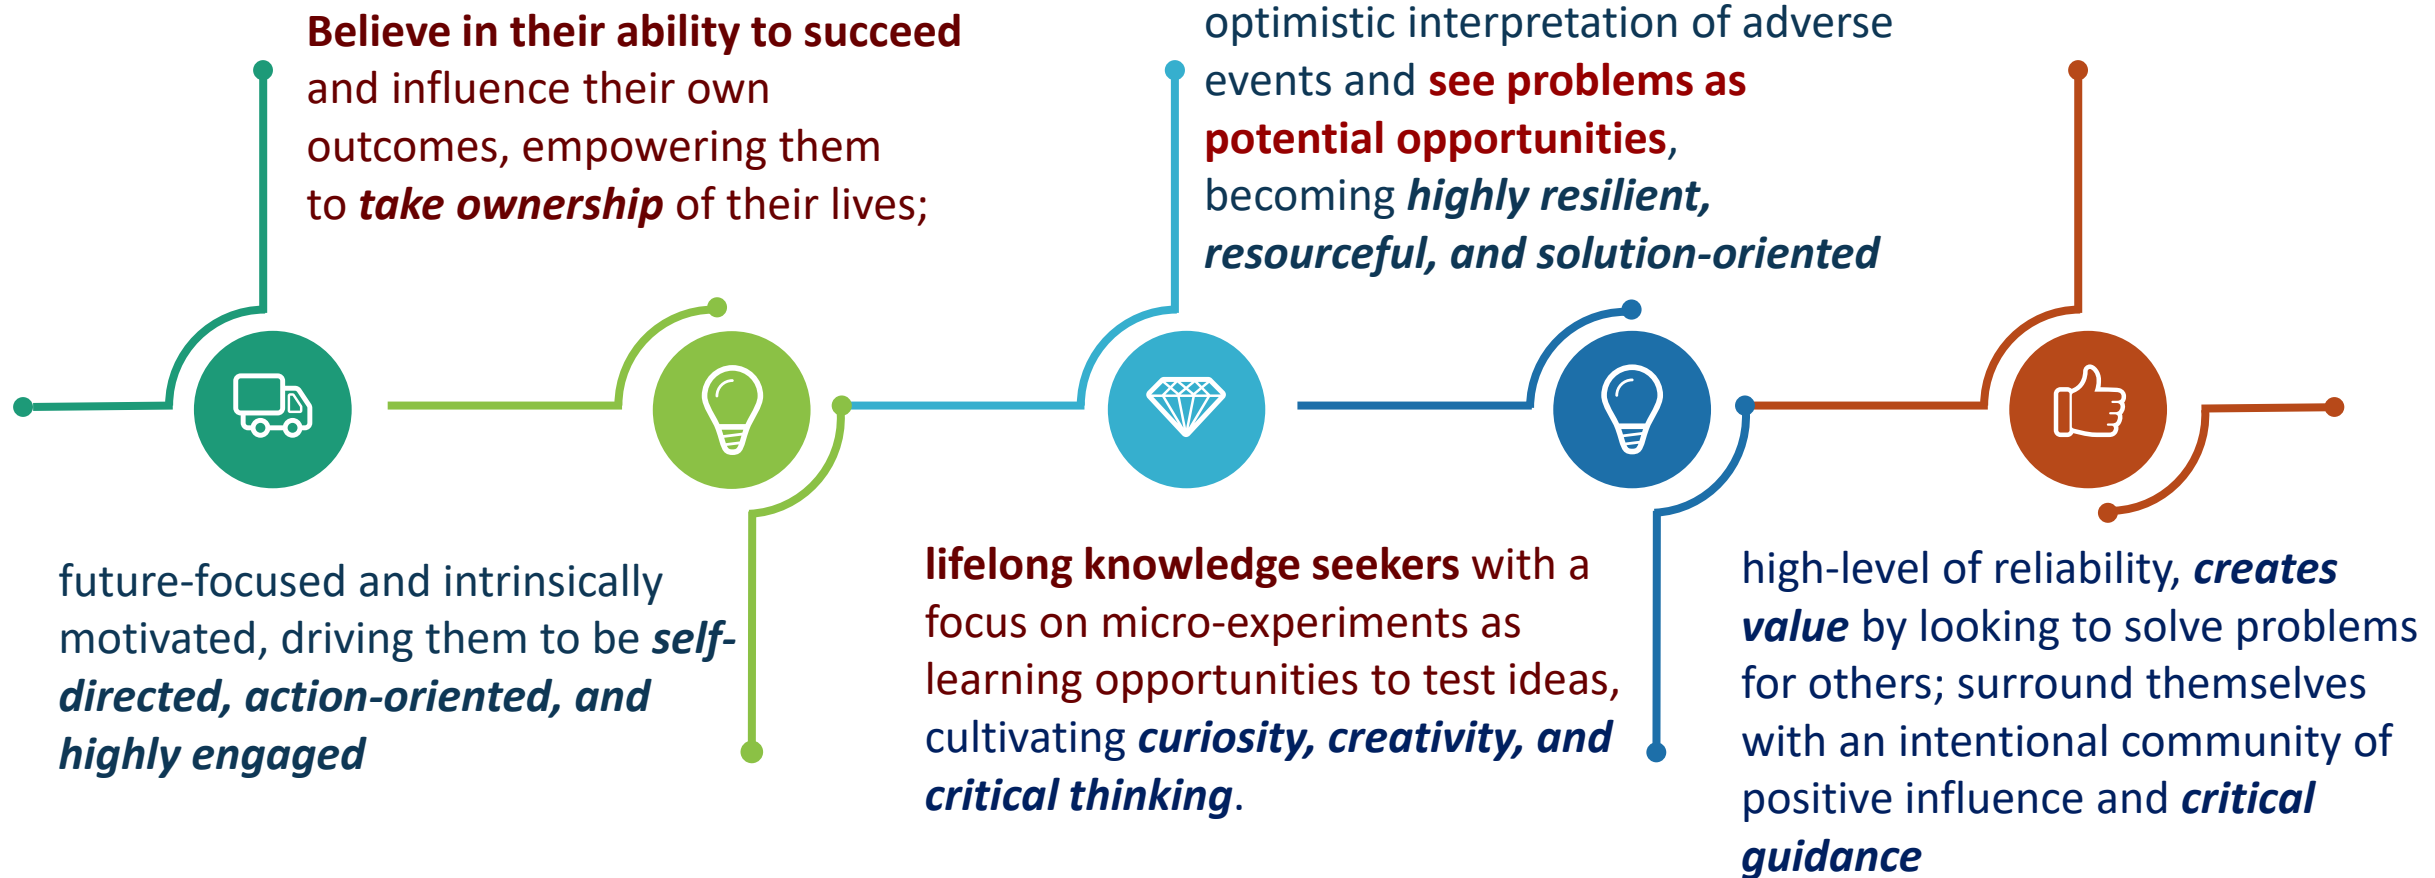 Believe in their ability to succeed
and influence their own
outcomes, empowering them
to take ownership of their lives;
optimistic interpretation of adverse
events and see problems as
potential opportunities,
becoming highly resilient,
resourceful, and solution-oriented
future-focused and intrinsically
motivated, driving them to be self-
directed, action-oriented, and
highly engaged
lifelong knowledge seekers with a
focus on micro-experiments as
learning opportunities to test ideas,
cultivating curiosity, creativity, and
critical thinking.
high-level of reliability, creates
value by looking to solve problems
for others; surround themselves
with an intentional community of
positive influence and critical
guidance